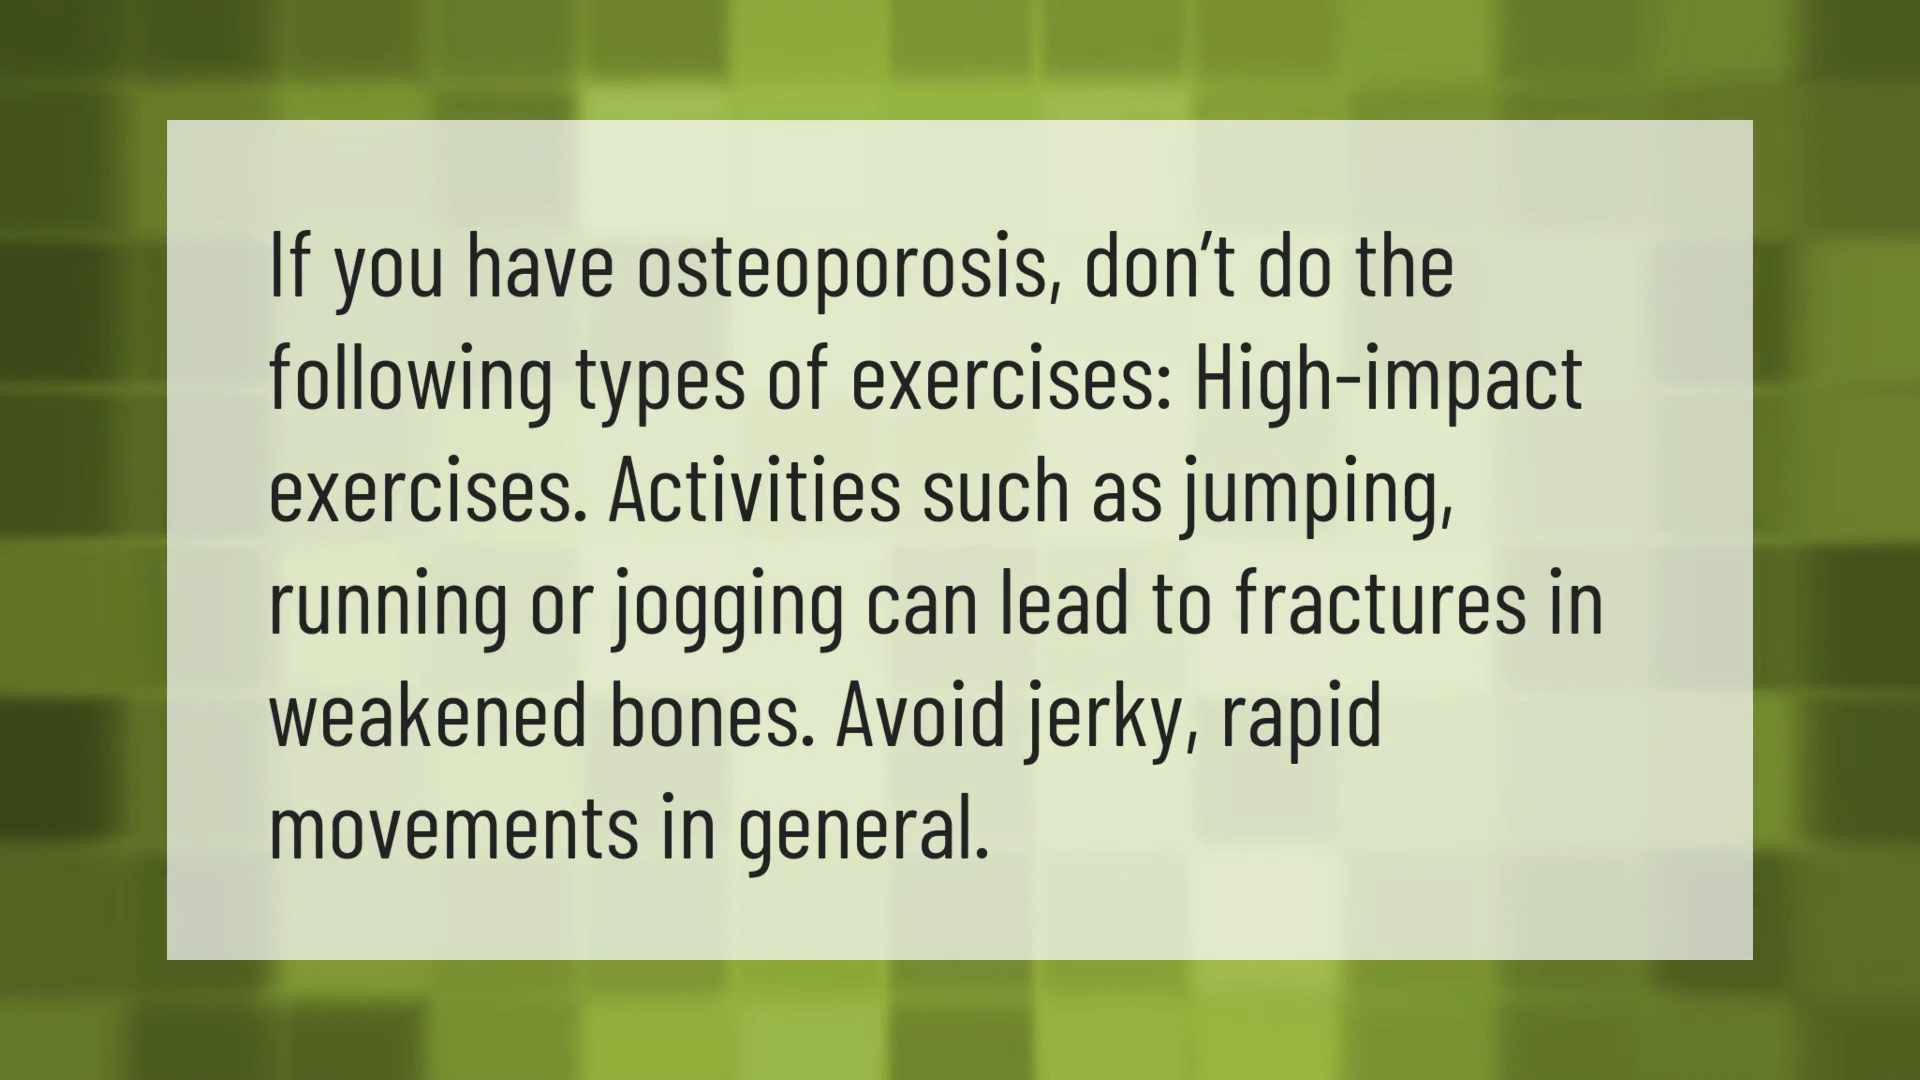 If you have osteoporosis, don’t do the
following types of exercises: High-impact
exercises. Activities such as jumping,
running or jogging can lead to fractures in
weakened bones. Avoid jerky, rapid
movements in general.